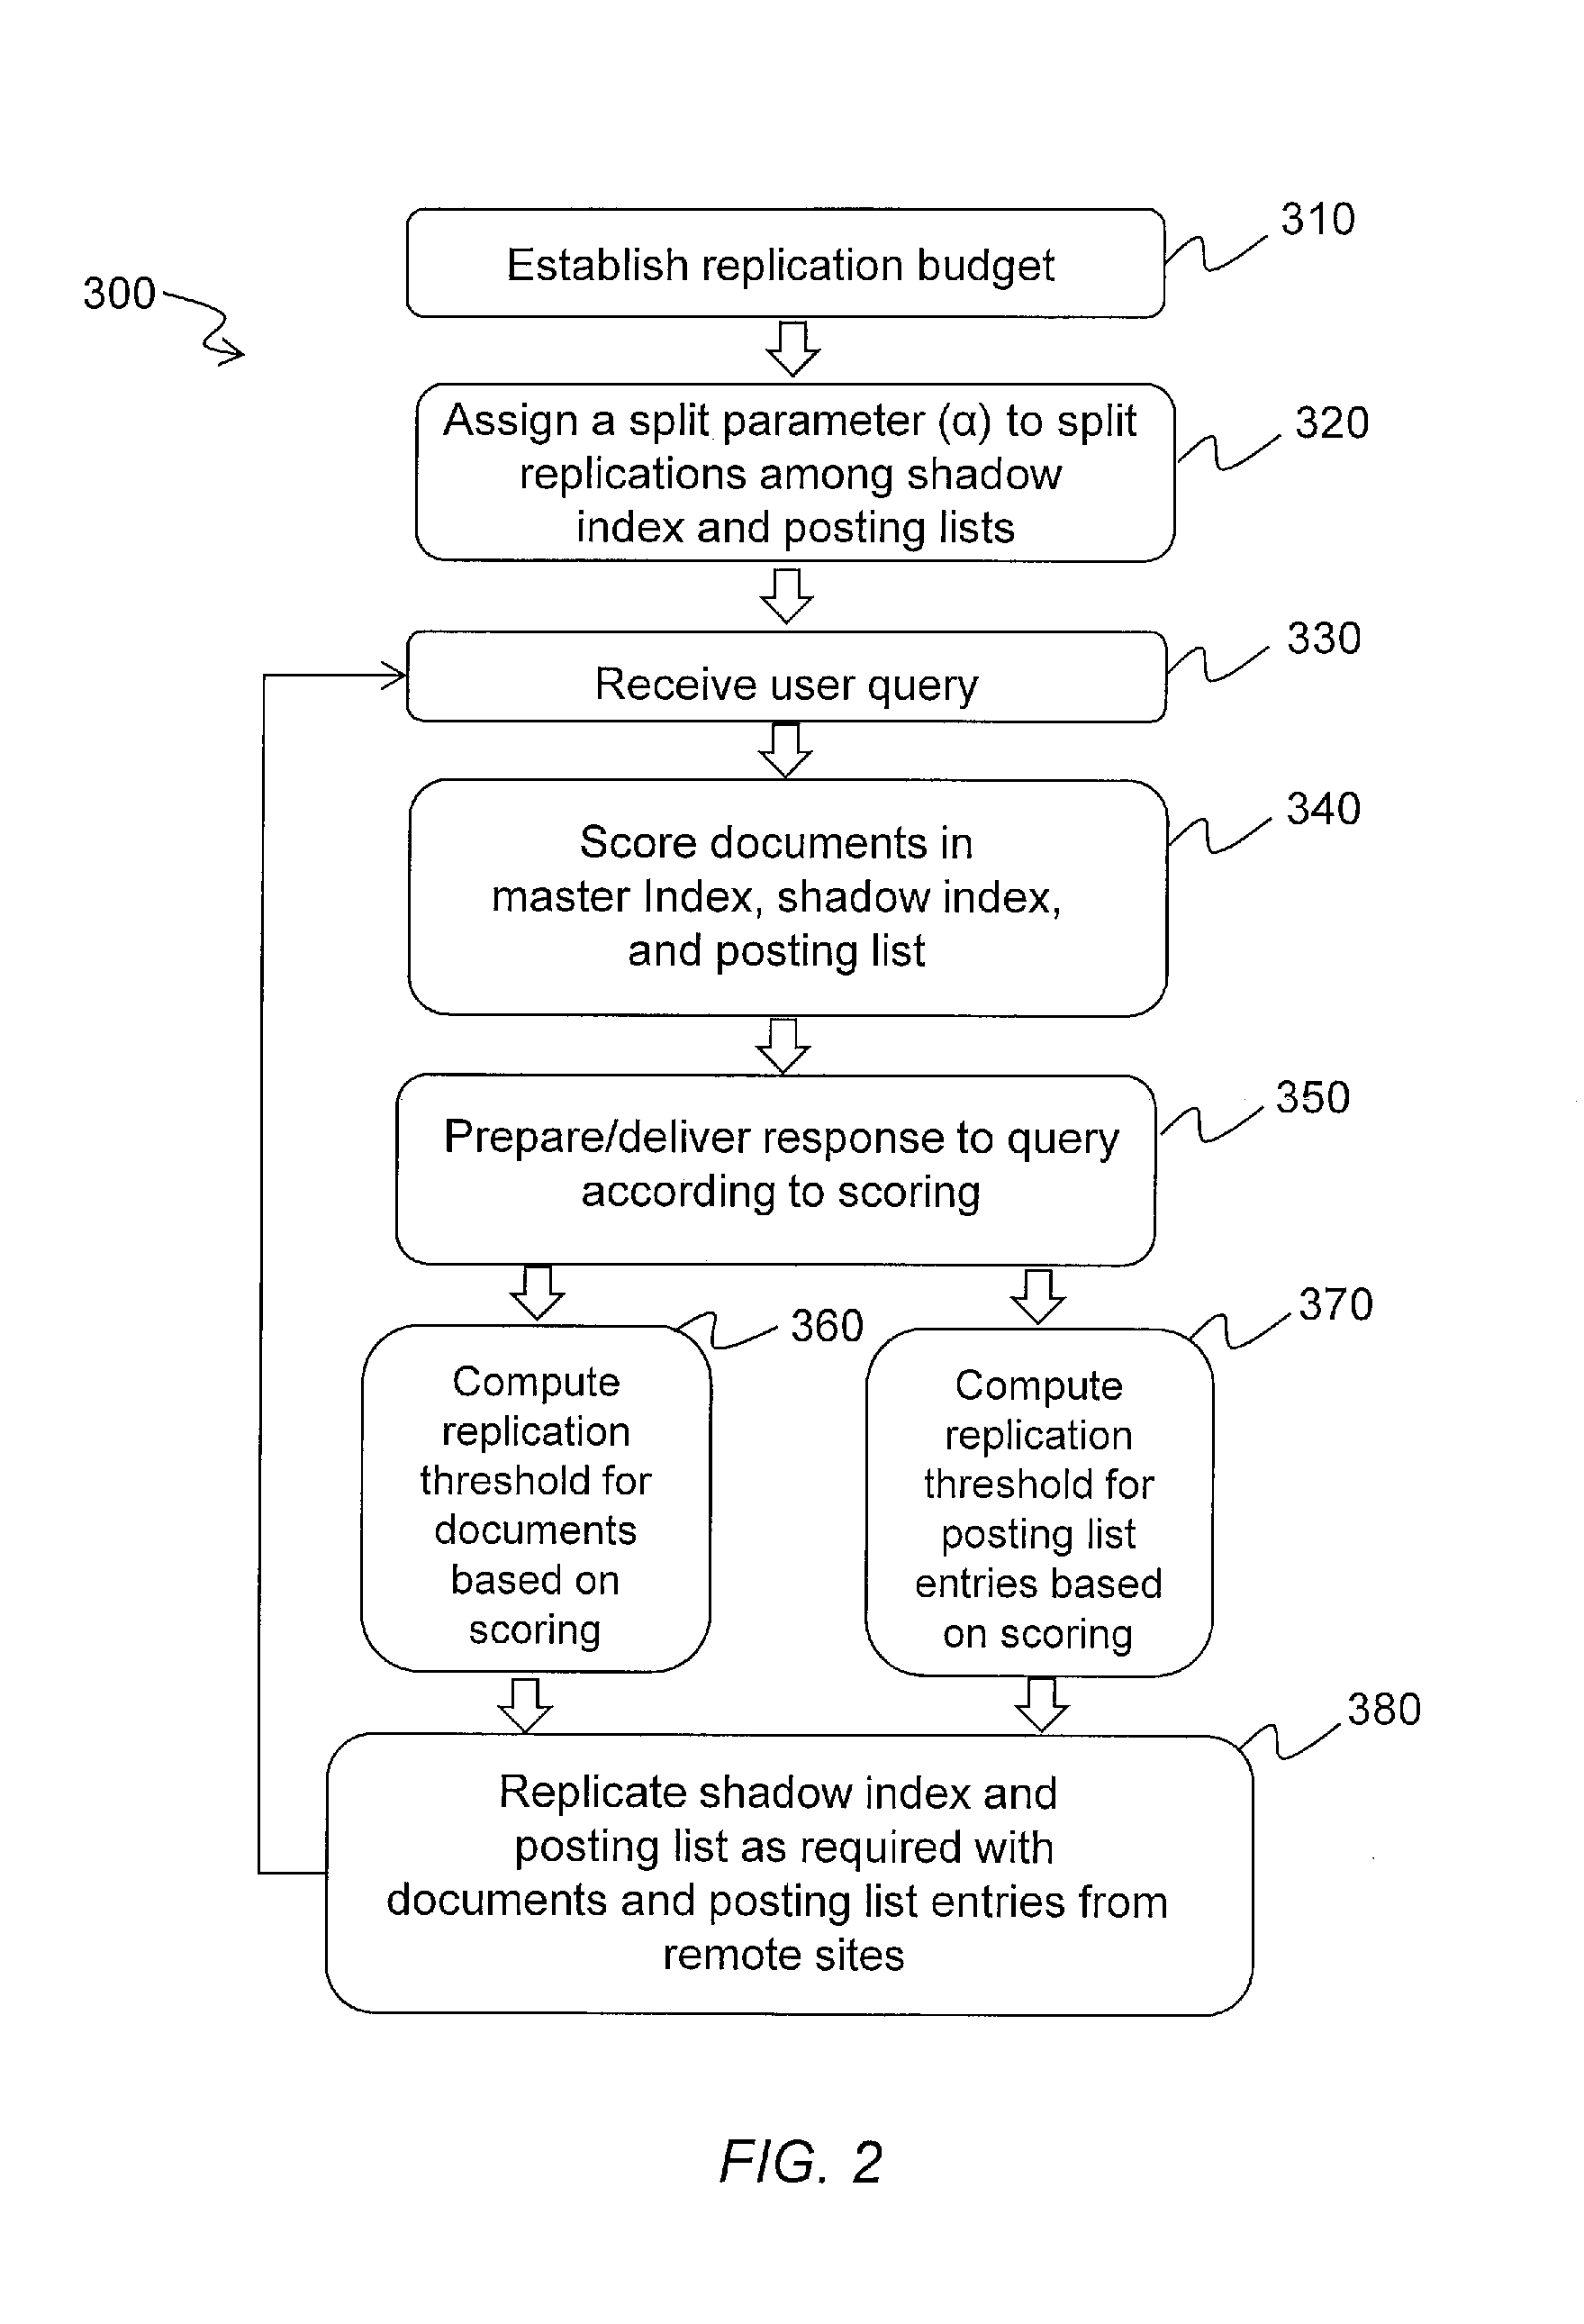 310
Establish replication budget
300
Assign a split parameter (α) to split
replications among shadow
index and posting lists
320
330
Receive user query
340
Score documents in
master Index, shadow index,
and posting list
350
Prepare/deliver response to query
according to scoring
360
Compute
replication
threshold for
documents
based on
scoring
370
Compute
replication
threshold for
posting list
entries based
on scoring
380
Replicate shadow index and
posting list as required with
documents and posting list entries from
remote sites
FIG. 2